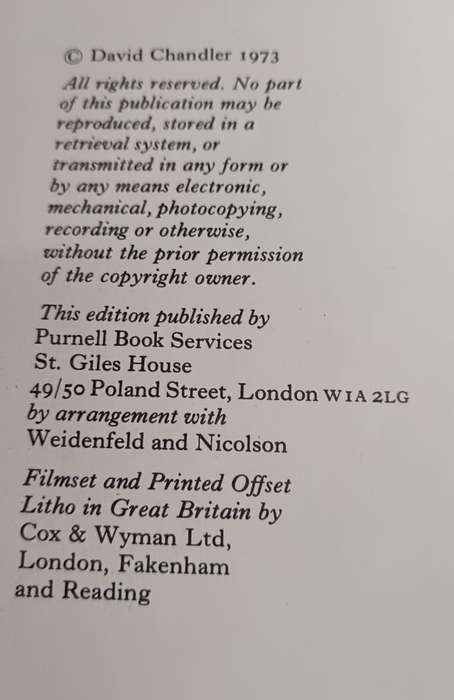 © David Chandler 1973
All rights reserved. No part
of this publication may be
reproduced, stored in a
retrieval system, or
transmitted in any form or
by any means electronic,
mechanical, photocopying,
recording or otherwise,
without the prior permission
of the copyright owner.
This edition published by
Purnell Book Services
St. Giles House
49/50 Poland Street, London W1A 2LG
by arrangement with
Weidenfeld and Nicolson
Filmset and Printed Offset
Litho in Great Britain by
Cox & Wyman Ltd,
London, Fakenham
and Reading